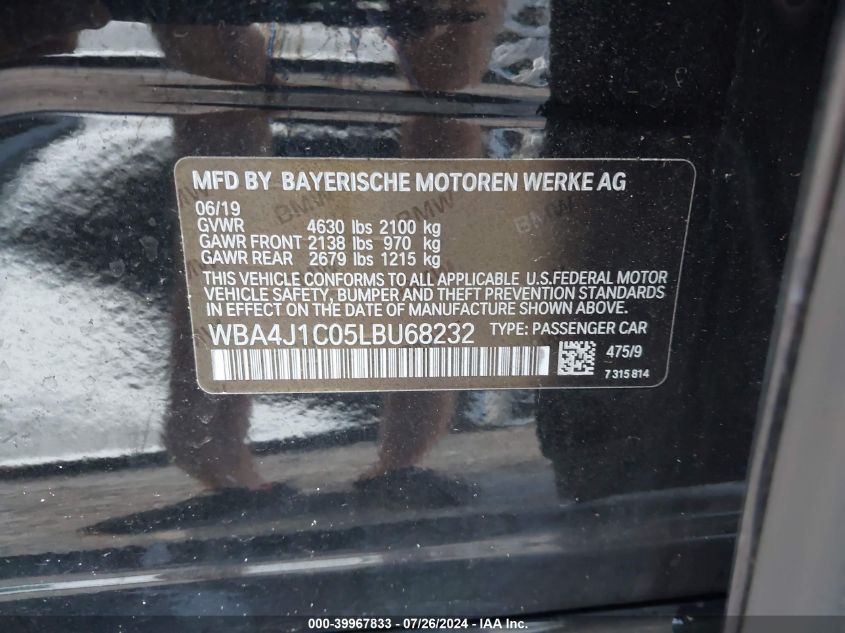 MFD BY BAYERISCHE MOTOREN WERKE AG
06/19
GVWR 4630 lbs 2100 kg
GAWR FRONT 2138 lbs 970 kg
GAWR REAR 2679 lbs 1215 kg
THIS VEHICLE CONFORMS TO ALL APPLICABLE U.S.FEDERAL MOTOR
VEHICLE SAFETY, BUMPER AND THEFT PREVENTION STANDARDS
IN EFFECT ON THE DATE OF MANUFACTURE SHOWN ABOVE.
WBA4J1C05LBU68232 TYPE: PASSENGER CAR
475/9
7 315 814
BMW BMW BMW
000-39967833 - 07/26/2024 - IAA Inc.